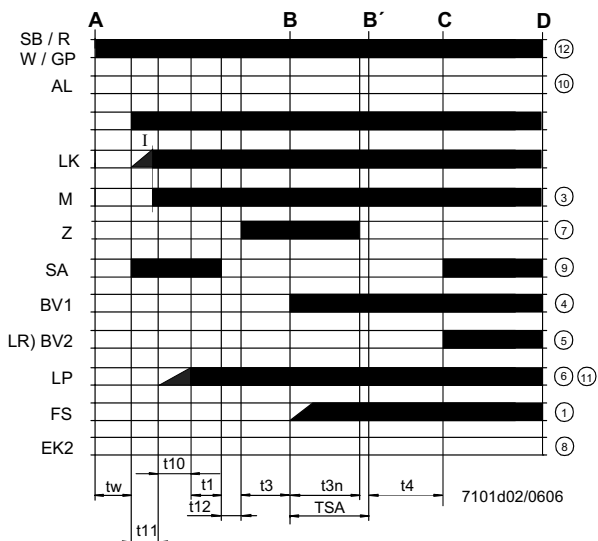 A B B´ C D
SB / R
W / GP ⑫
AL ⑩
I
LK
M ③
Z ⑦
SA ⑨
BV1 ④
LR) BV2 ⑤
LP ⑥ ⑪
FS ①
EK2 ⑧
t10
tw t1 t3 t3n t4 7101d02/0606
t12 TSA
t11